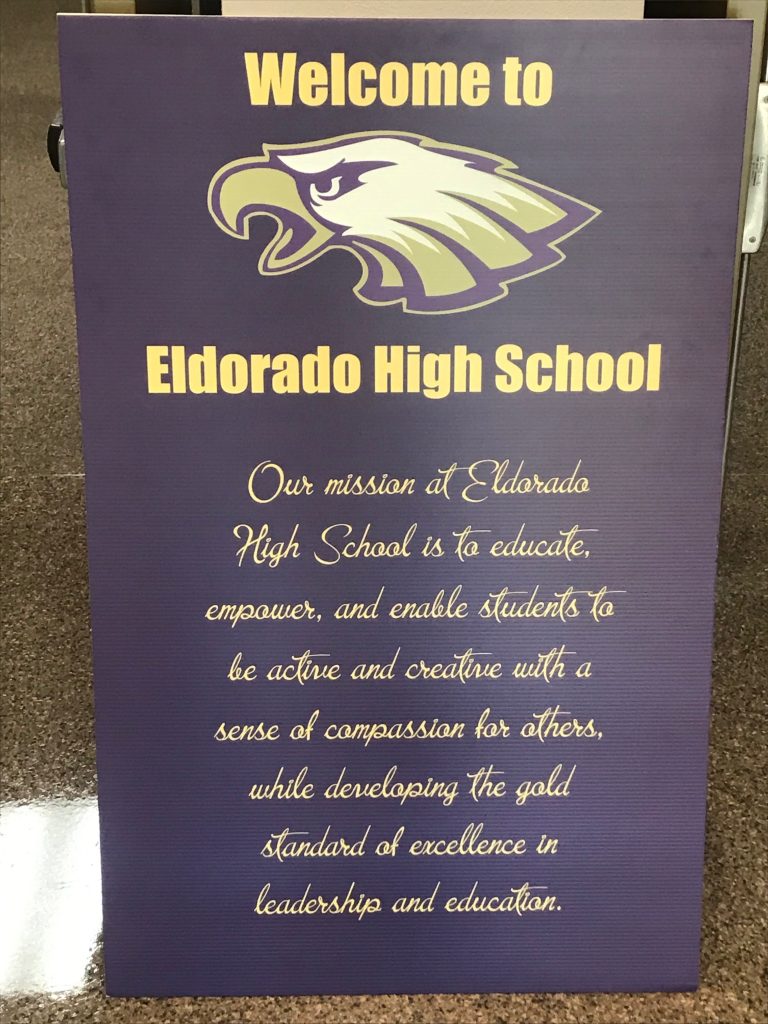 Welcome to
Eldorado High School
Our mission at Eldorado
High School is to educate,
empower, and enable students to
be active and creative with a
sense of compassion for others,
while developing the gold
standard of excellence in
leadership and education.